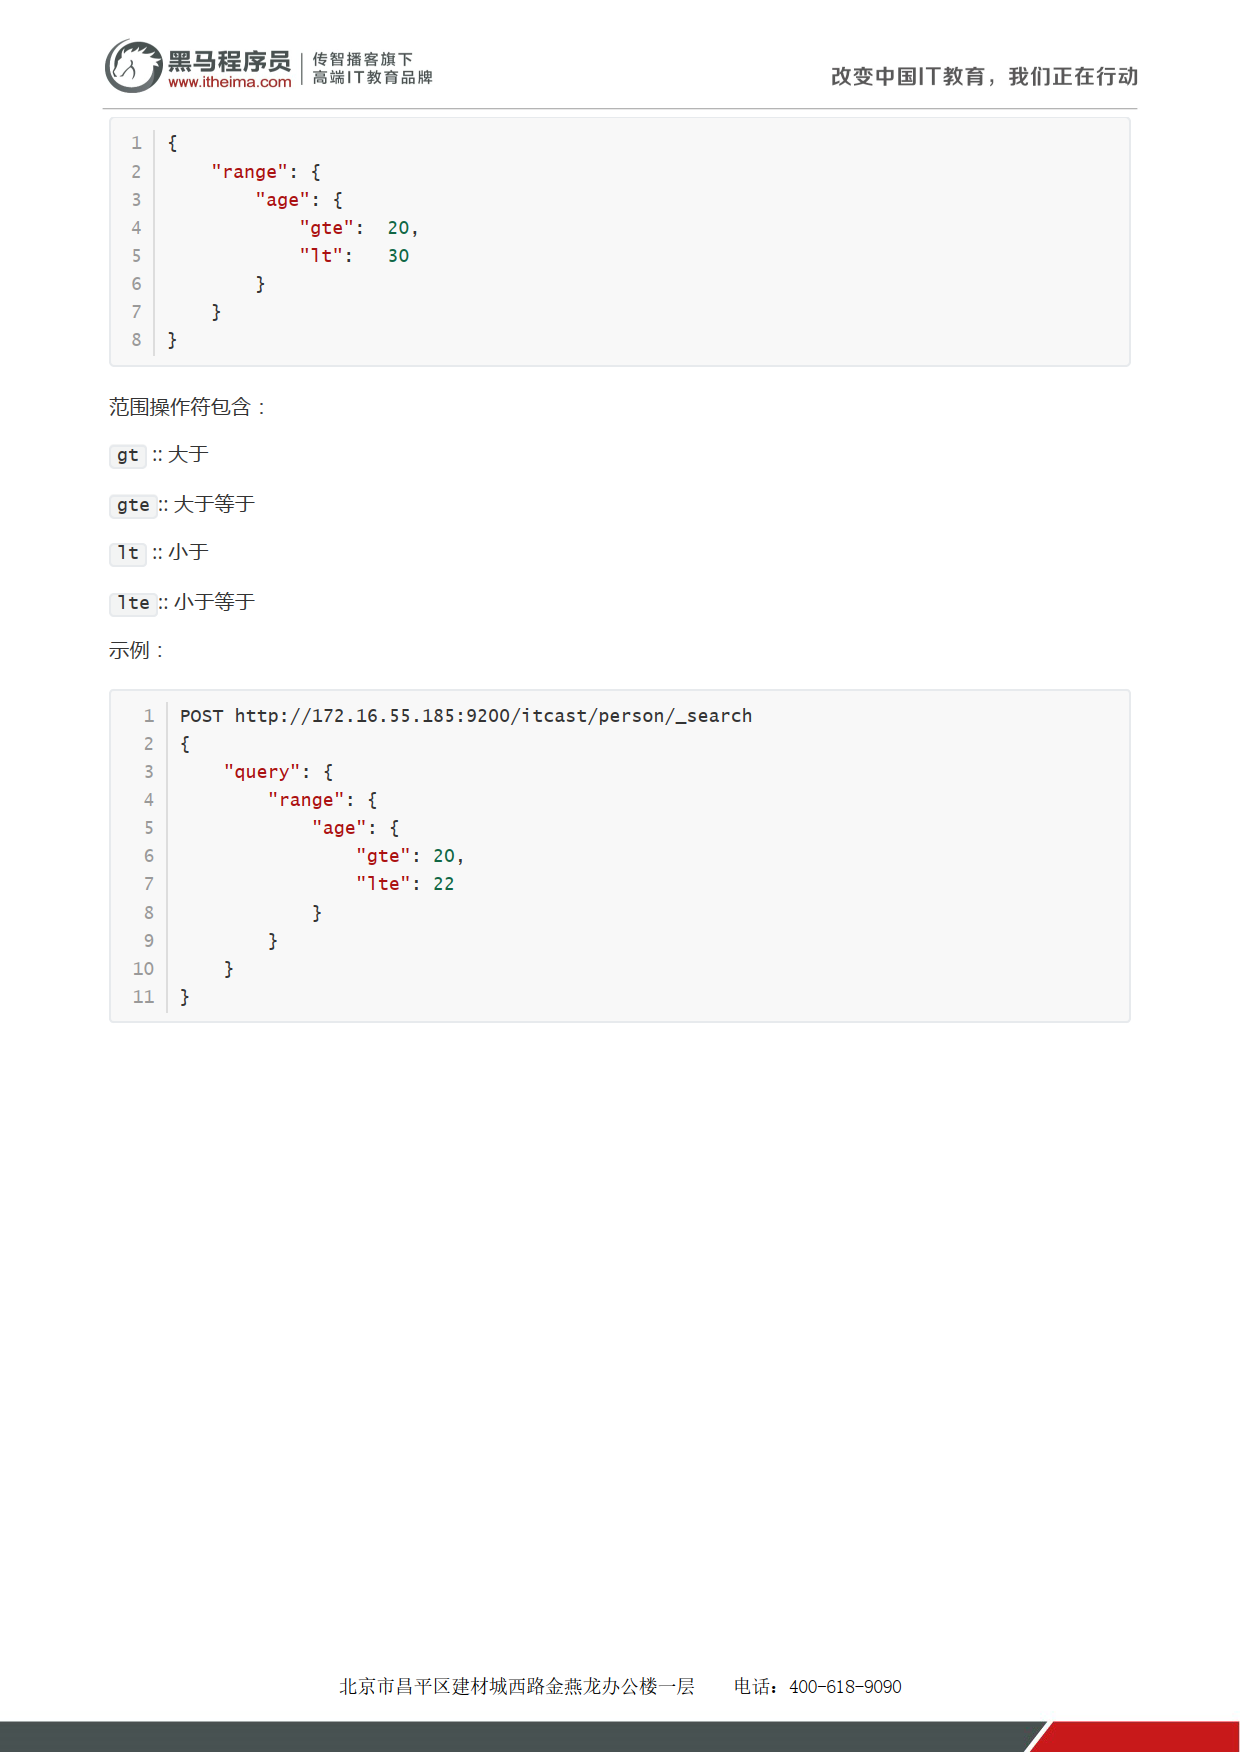 黑马程序员
www.itheima.com
传智播客旗下
高端IT教育品牌
改变中国IT教育，我们正在行动
1 {
2     "range": {
3         "age": {
4             "gte":  20,
5             "lt":   30
6         }
7     }
8 }
范围操作符包含：
gt :: 大于
gte:: 大于等于
lt :: 小于
lte:: 小于等于
示例：
1 POST http://172.16.55.185:9200/itcast/person/_search
2 {
3     "query": {
4         "range": {
5             "age": {
6                 "gte": 20,
7                 "lte": 22
8             }
9         }
10     }
11 }
北京市昌平区建材城西路金燕龙办公楼一层 电话：400-618-9090